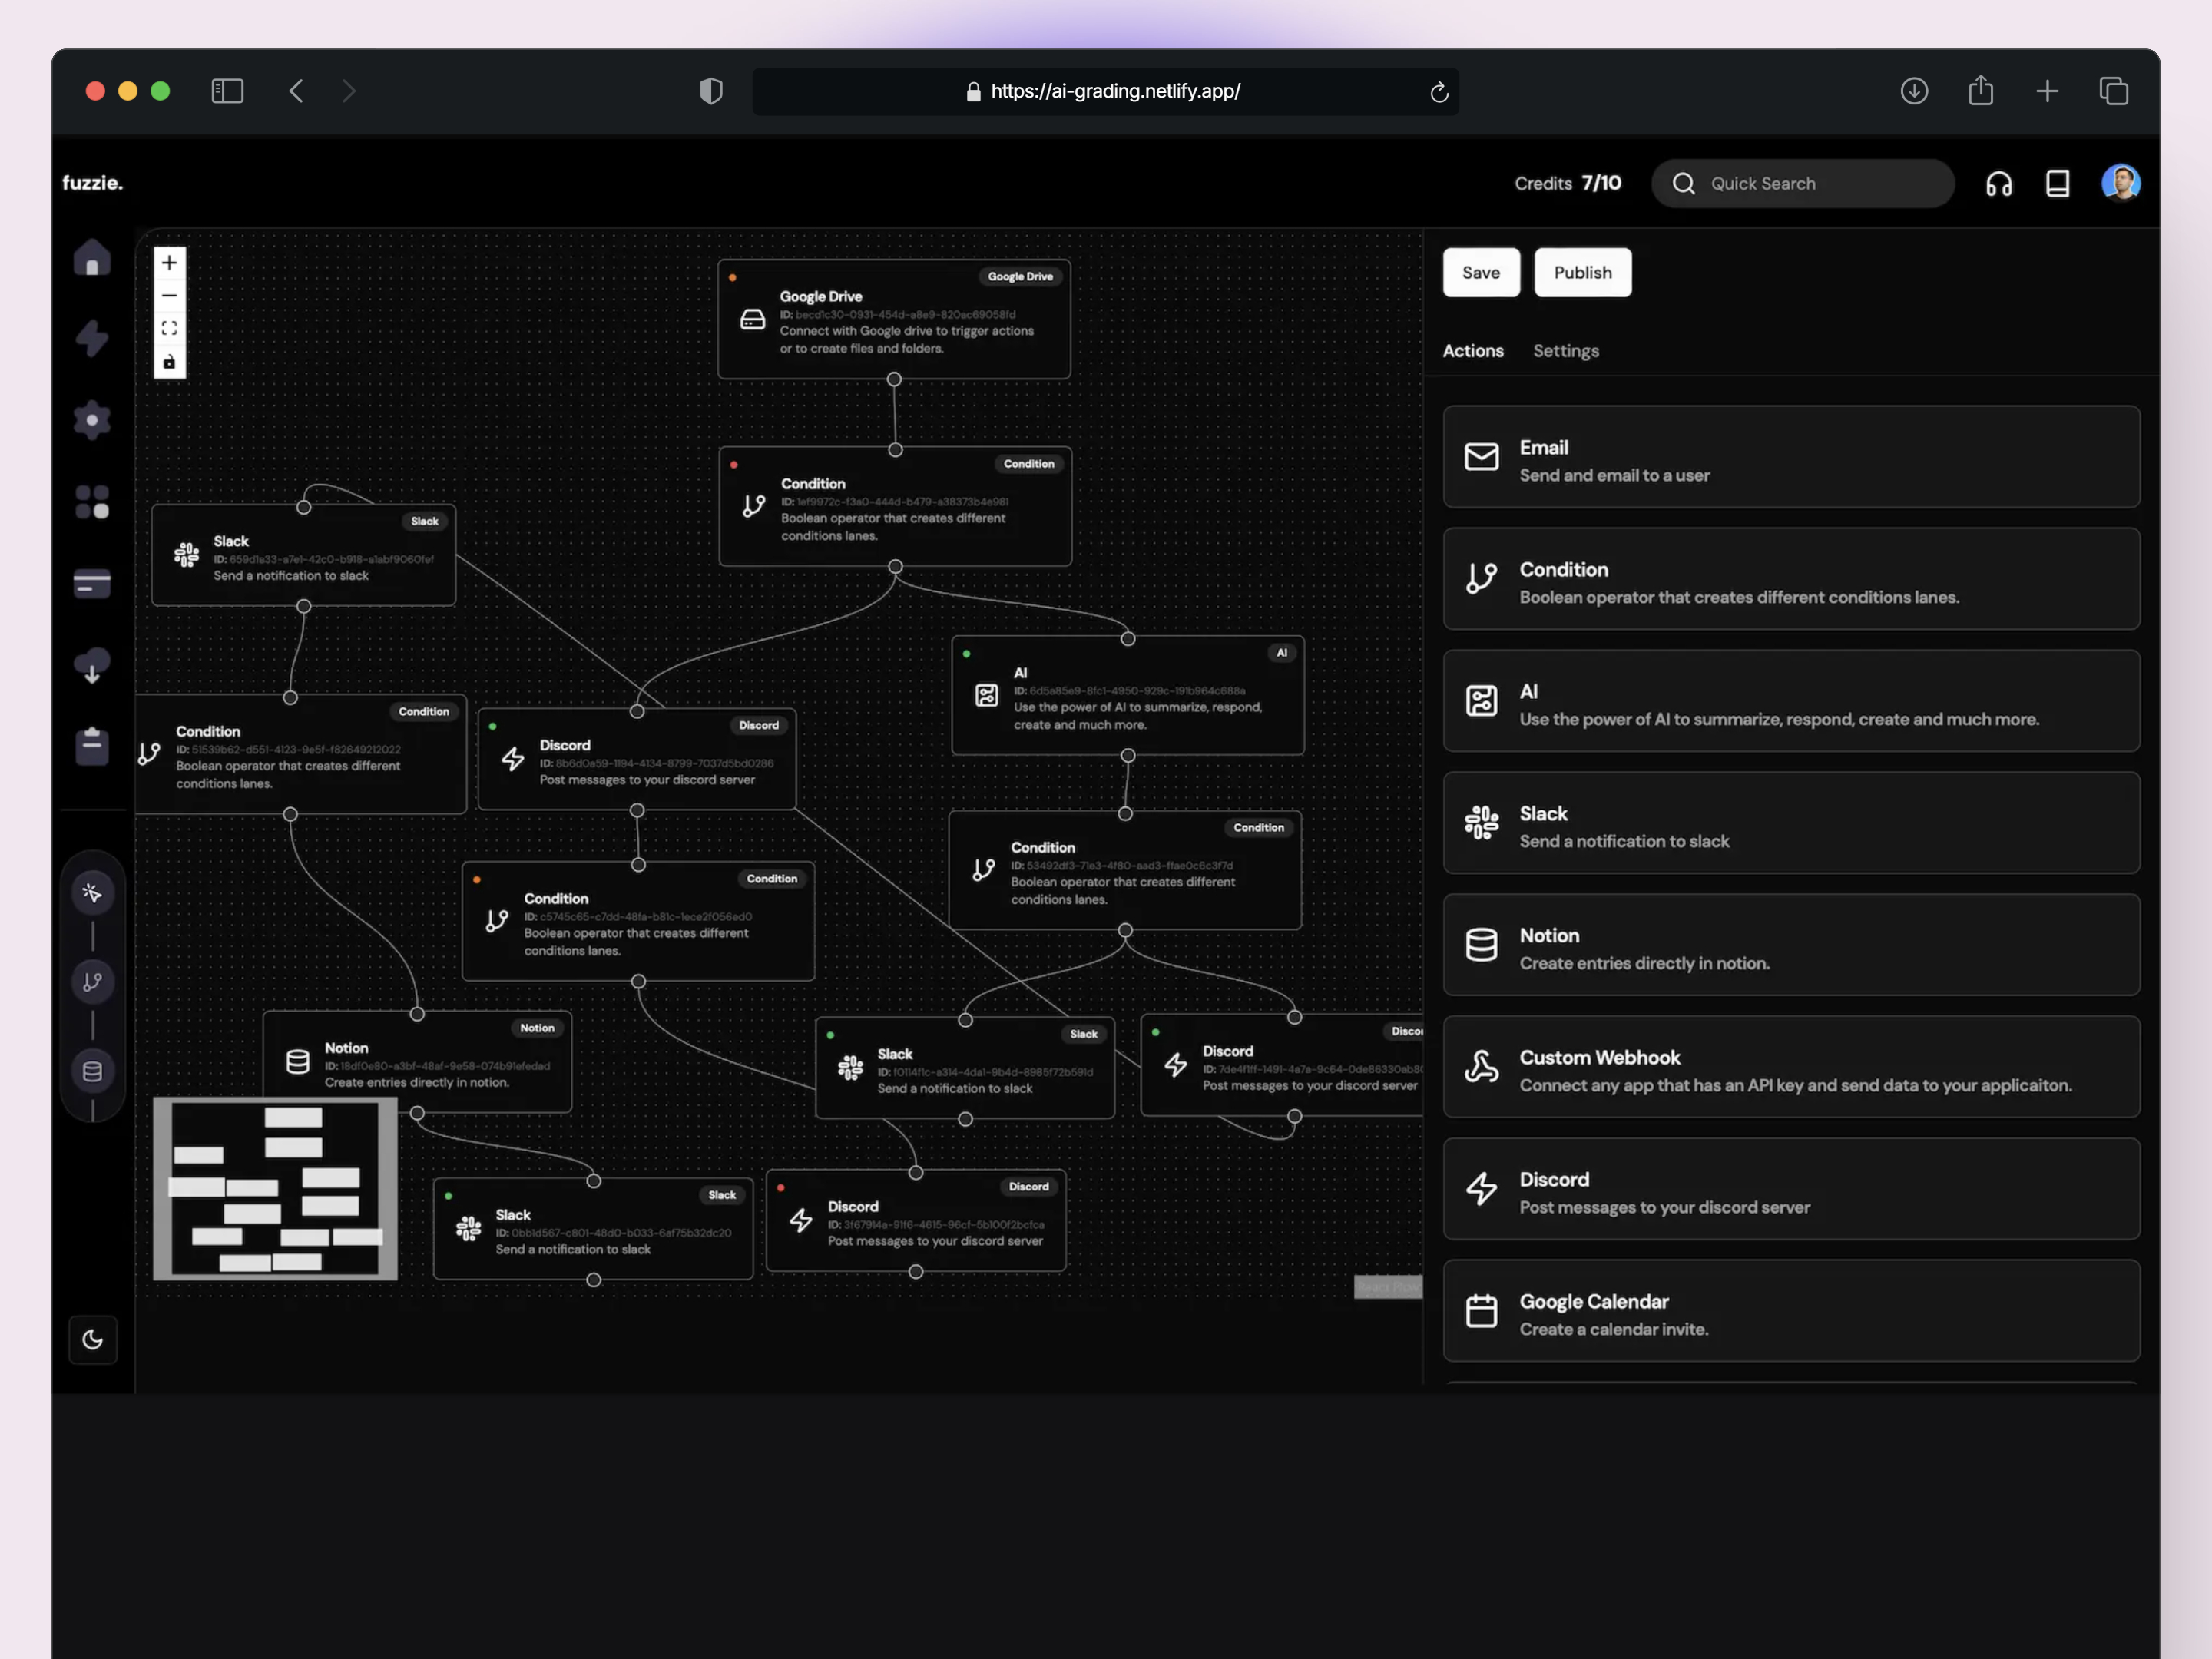 https://ai-grading.netlify.app/
fuzzie.
Credits 7/10
Quick Search
Google Drive
Google Drive
ID: becd1c30-0931-454d-a8e9-820ac69058fd
Connect with Google drive to trigger actions
or to create files and folders.
Condition
Condition
ID: 1ef9972c-f3a0-444d-b479-a38373b4e981
Boolean operator that creates different
conditions lanes.
Slack
Slack
ID: 659d1a33-a7e1-42c0-b918-a1abf9060fef
Send a notification to slack
AI
AI
ID: 6d5a85e9-8fc1-4950-929c-191b964c688a
Use the power of AI to summarize, respond,
create and much more.
Condition
Condition
ID: 51539b62-d551-4123-9e5f-f82649212022
Boolean operator that creates different
conditions lanes.
Discord
Discord
ID: 8b6d0a59-1194-4134-8799-7037d5bd0286
Post messages to your discord server
Condition
Condition
ID: 53492df3-71e3-4f80-aad3-ffae0c6c3f7d
Boolean operator that creates different
conditions lanes.
Condition
Condition
ID: c5745c65-c7dd-48fa-b81c-1ece2f056ed0
Boolean operator that creates different
conditions lanes.
Notion
Notion
ID: 18df0e80-a3bf-48af-9e58-074b91efedad
Create entries directly in notion.
Slack
Slack
ID: f0114f1c-a314-4da1-9b4d-8985f72b591d
Send a notification to slack
Discor
Discord
ID: 7de4f1ff-1491-4a7a-9c64-0de86330ab8
Post messages to your discord server
Slack
Slack
ID: 0bb1d567-c801-48d0-b033-6af75b32dc20
Send a notification to slack
Discord
Discord
ID: 3f67914a-91f6-4615-96cf-5b100f2bcfca
Post messages to your discord server
Save
Publish
Actions
Settings
Email
Send and email to a user
Condition
Boolean operator that creates different conditions lanes.
AI
Use the power of AI to summarize, respond, create and much more.
Slack
Send a notification to slack
Notion
Create entries directly in notion.
Custom Webhook
Connect any app that has an API key and send data to your applicaiton.
Discord
Post messages to your discord server
Google Calendar
Create a calendar invite.